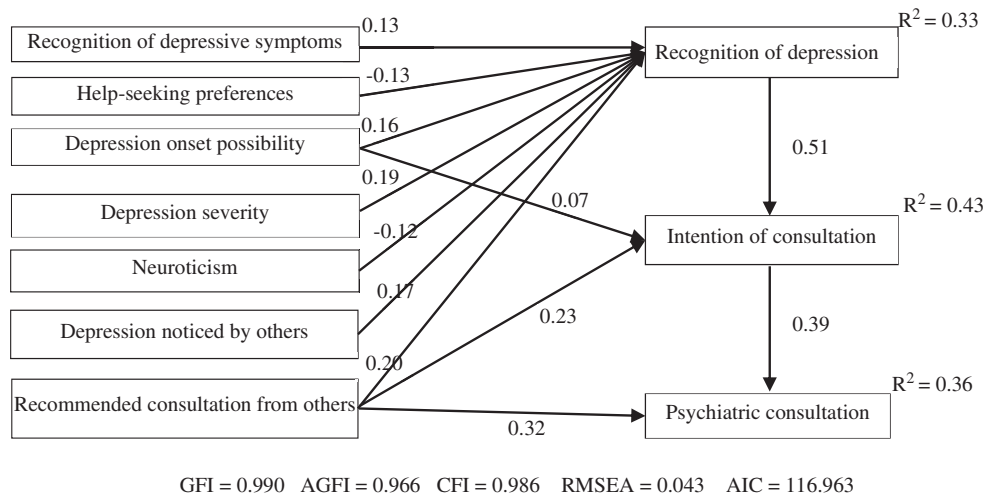 0.13
R² = 0.33
Recognition of depressive symptoms
Recognition of depression
-0.13
Help-seeking preferences
0.16
Depression onset possibility
0.51
0.19
0.07
Depression severity
R² = 0.43
-0.12
Intention of consultation
Neuroticism
0.17
0.23
Depression noticed by others
0.39
0.20
R² = 0.36
Recommended consultation from others
Psychiatric consultation
0.32
GFI = 0.990 AGFI = 0.966 CFI = 0.986 RMSEA = 0.043 AIC = 116.963